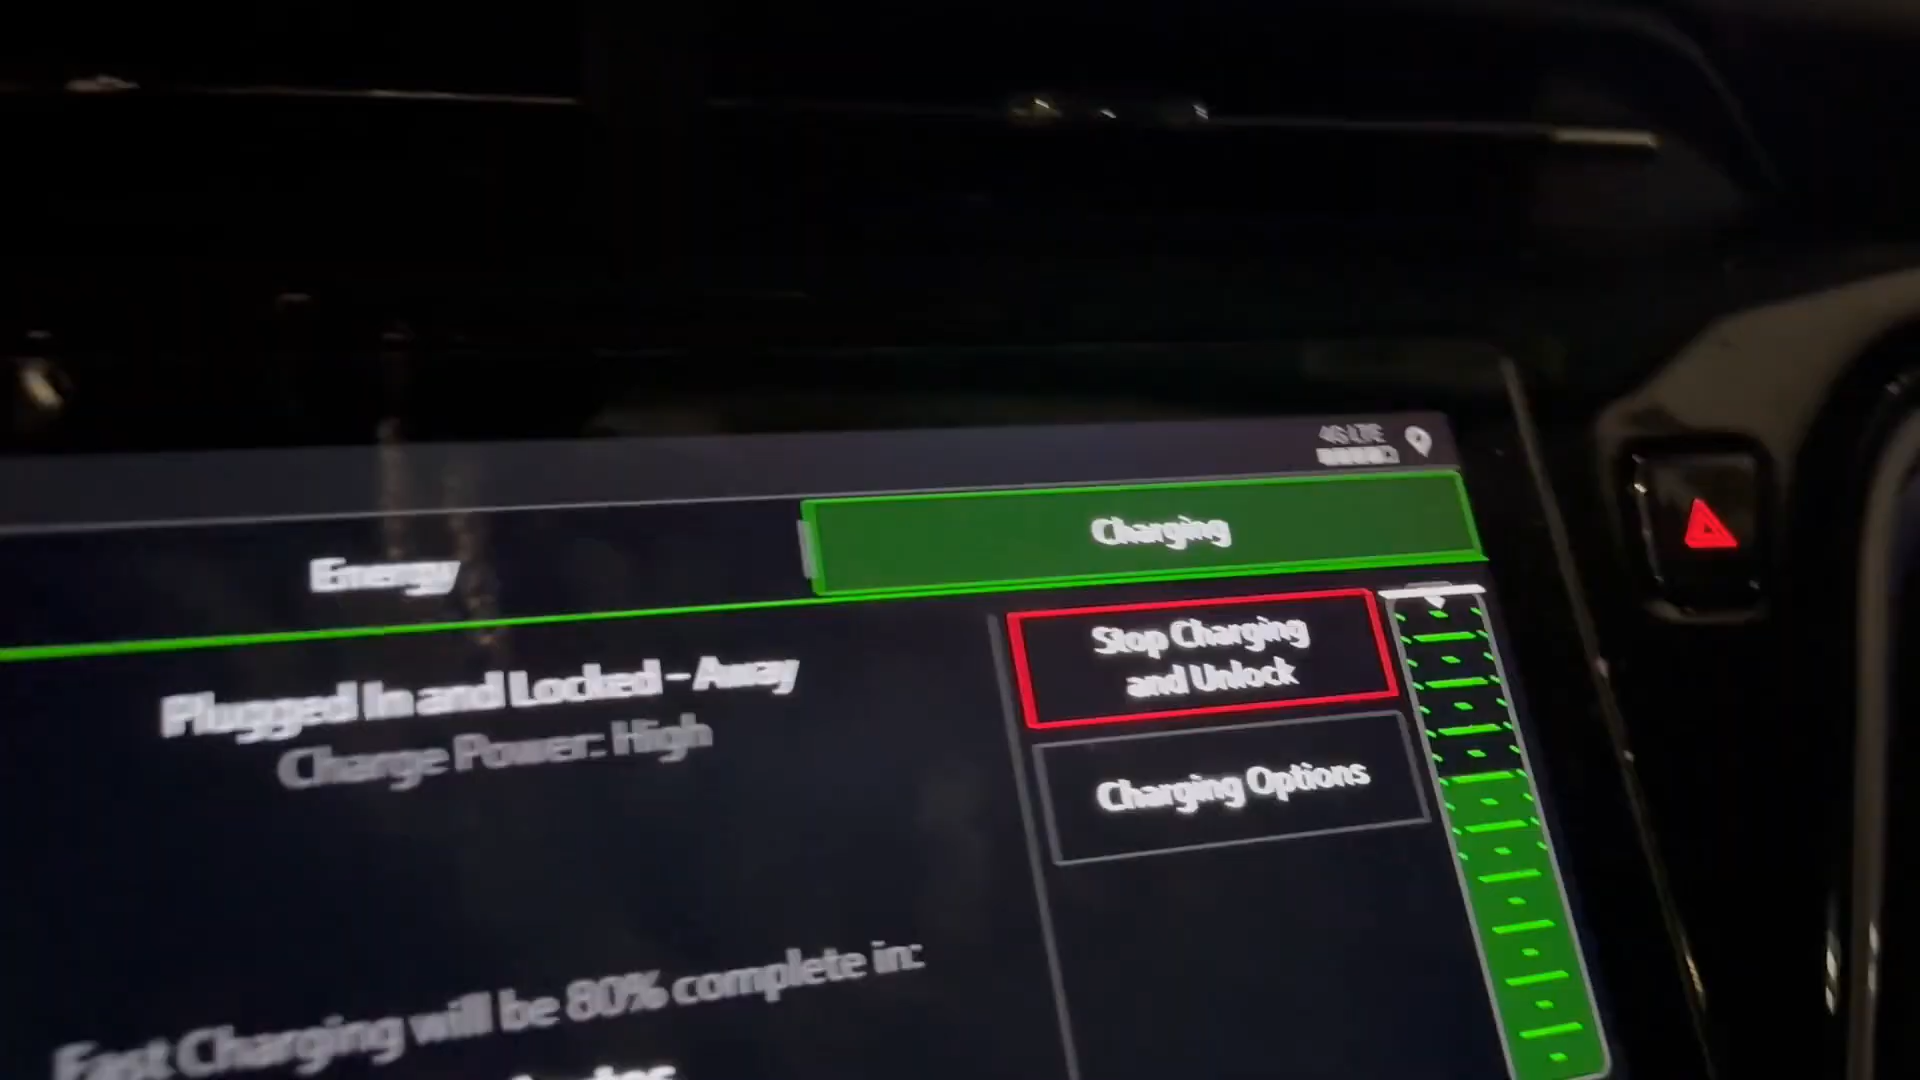 4G LTE
Energy
Charging
Plugged In and Locked - Away
Charge Power: High
Stop Charging
and Unlock
Charging Options
Fast Charging will be 80% complete in: